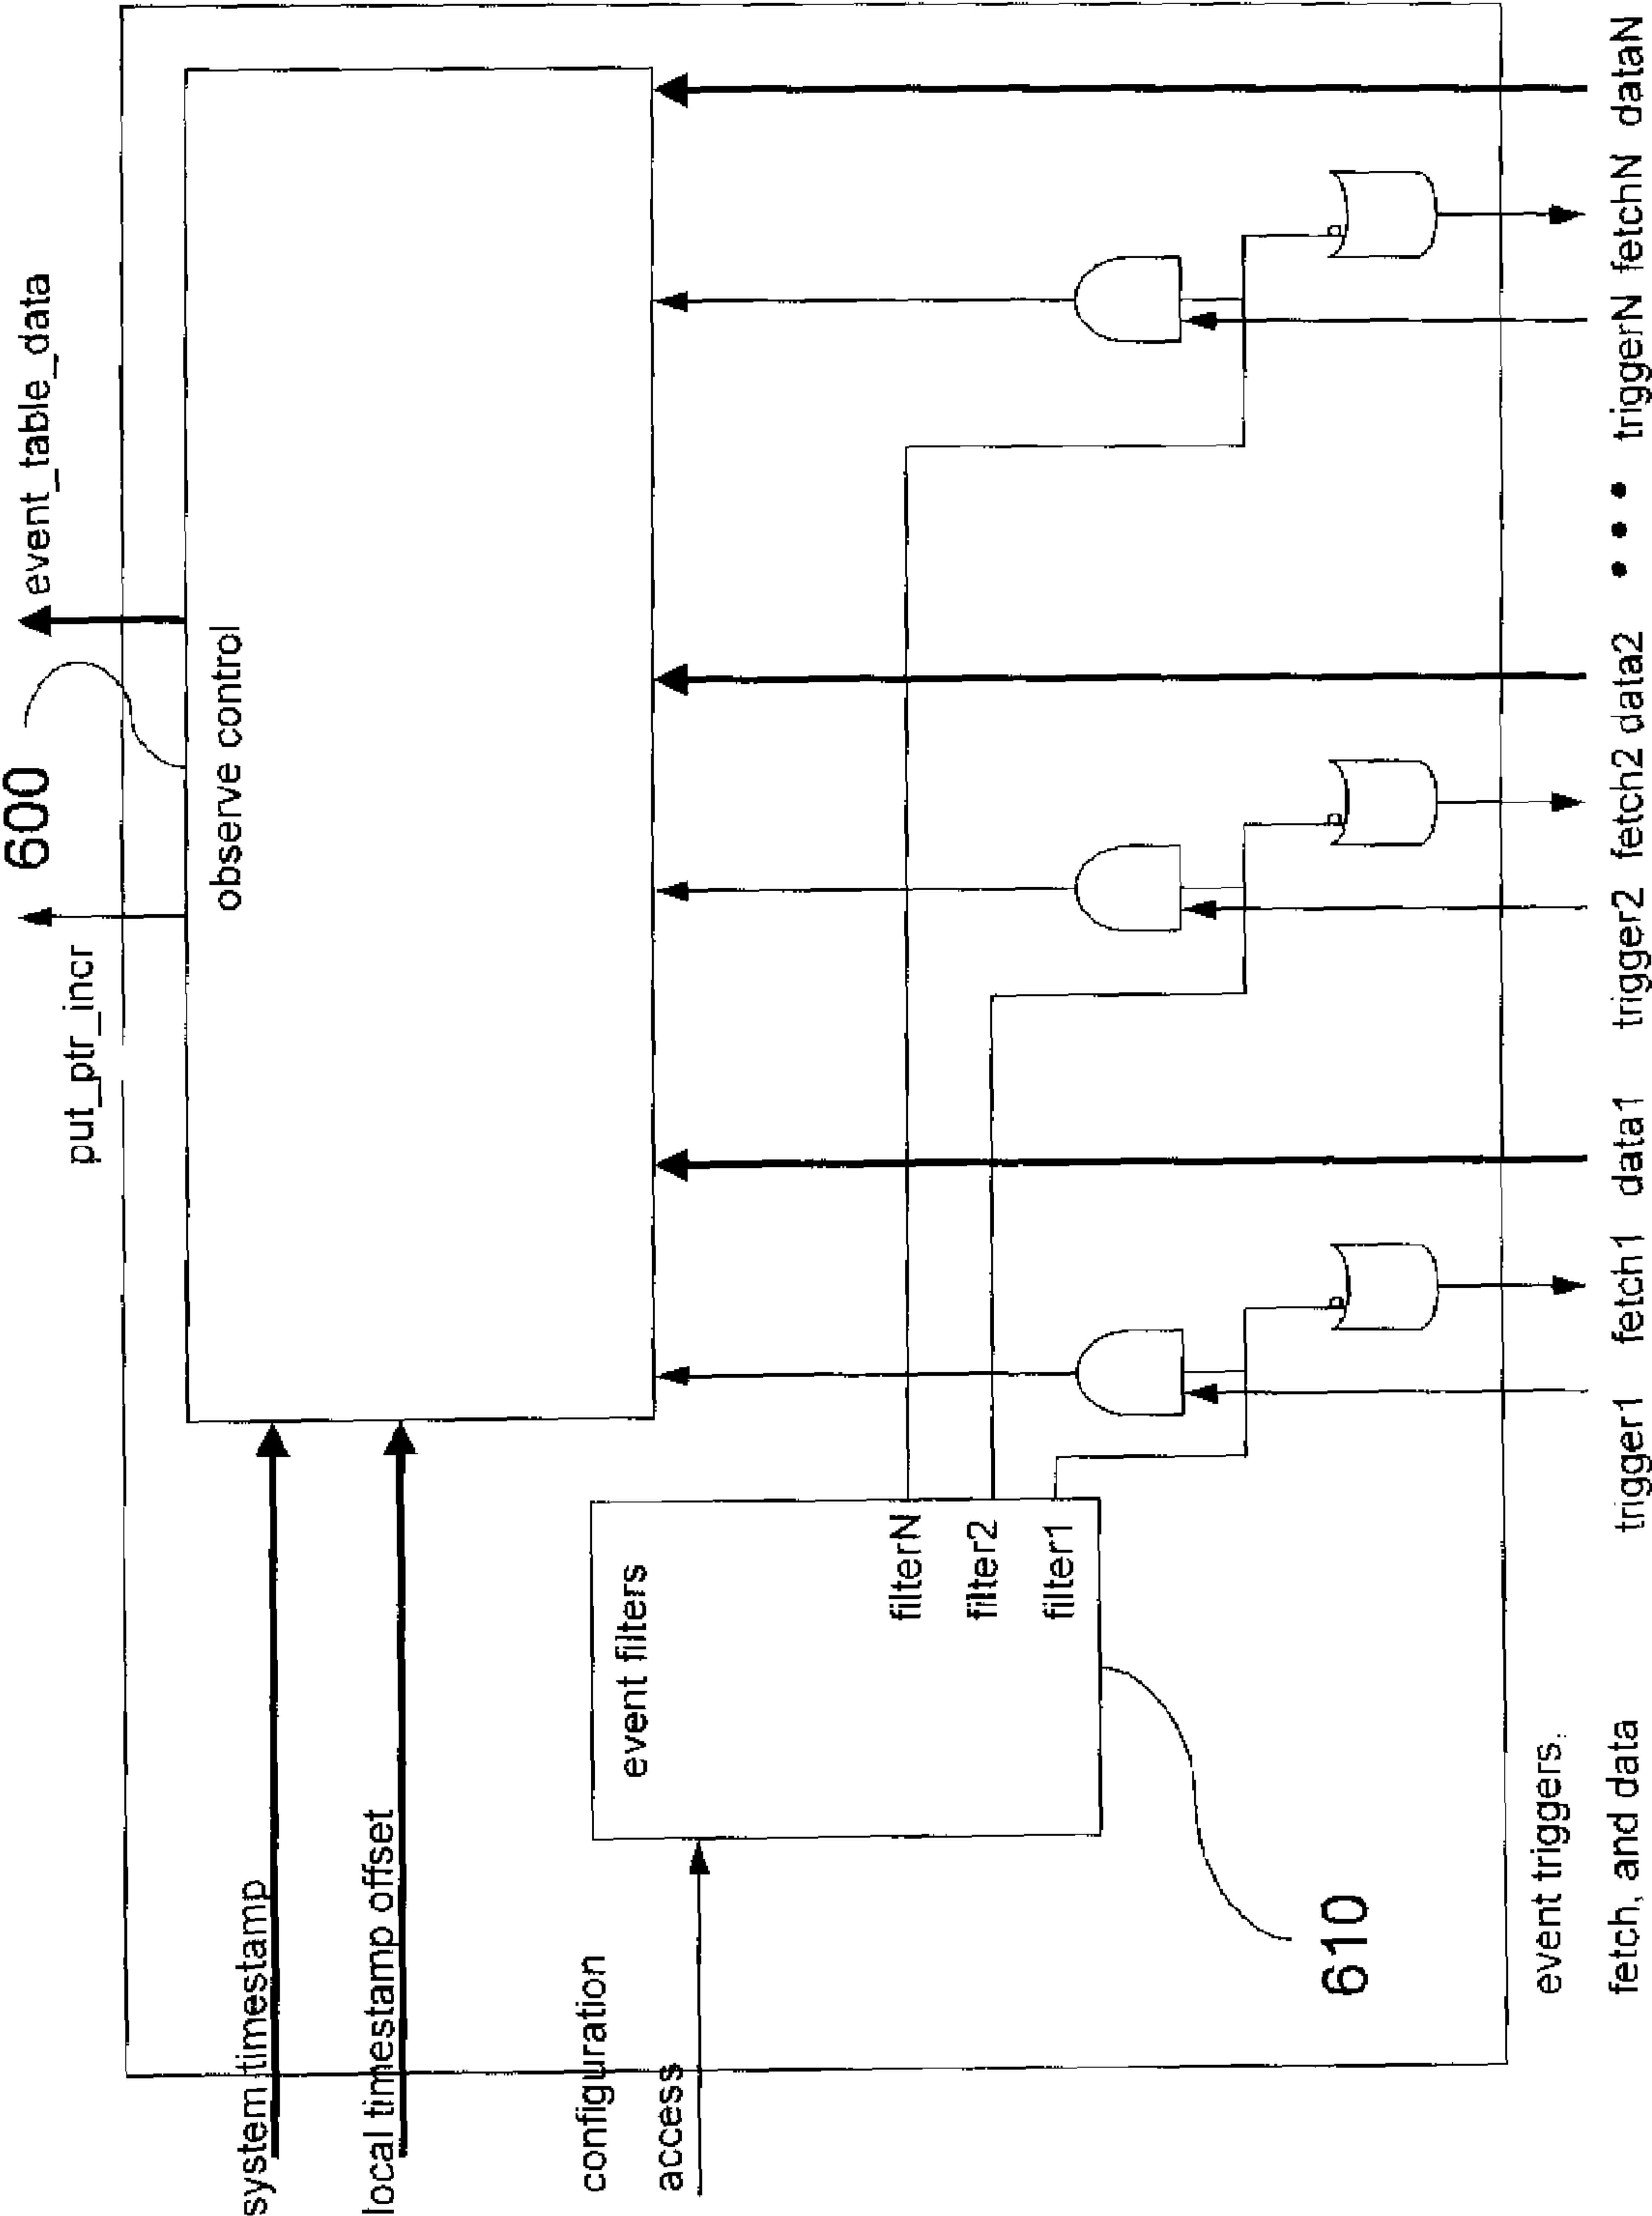 system timestamp
local timestamp offset
configuration
access
put_ptr_incr
600
event_table_data
observe control
event filters
filterN
filter2
filter1
610
event triggers,
fetch, and data
trigger1 fetch1 data1 trigger2 fetch2 data2 • • • triggerN fetchN dataN